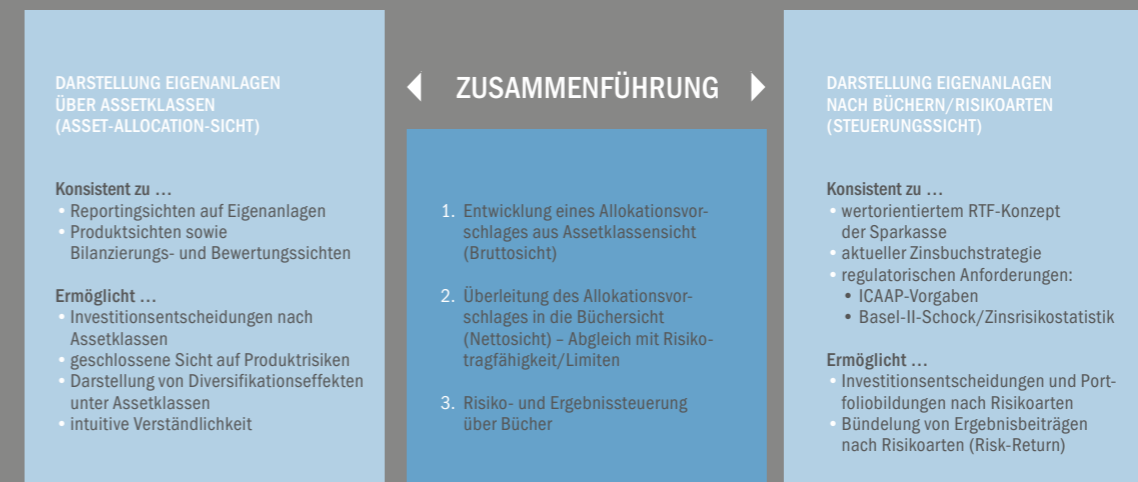 DARSTELLUNG EIGENANLAGEN
ÜBER ASSETKLASSEN
(ASSET-ALLOCATION-SICHT)
Konsistent zu …
• Reportingsichten auf Eigenanlagen
• Produktsichten sowie
Bilanzierungs- und Bewertungssichten
Ermöglicht …
• Investitionsentscheidungen nach
Assetklassen
• geschlossene Sicht auf Produktrisiken
• Darstellung von Diversifikationseffekten
unter Assetklassen
• intuitive Verständlichkeit
ZUSAMMENFÜHRUNG
1. Entwicklung eines Allokationsvor-
schlages aus Assetklassensicht
(Bruttosicht)
2. Überleitung des Allokationsvor-
schlages in die Büchersicht
(Nettosicht) – Abgleich mit Risiko-
tragfähigkeit/Limiten
3. Risiko- und Ergebnissteuerung
über Bücher
DARSTELLUNG EIGENANLAGEN
NACH BÜCHERN/RISIKOARTEN
(STEUERUNGSSICHT)
Konsistent zu …
• wertorientiertem RTF-Konzept
der Sparkasse
• aktueller Zinsbuchstrategie
• regulatorischen Anforderungen:
• ICAAP-Vorgaben
• Basel-II-Schock/Zinsrisikostatistik
Ermöglicht …
• Investitionsentscheidungen und Port-
foliobildungen nach Risikoarten
• Bündelung von Ergebnisbeiträgen
nach Risikoarten (Risk-Return)